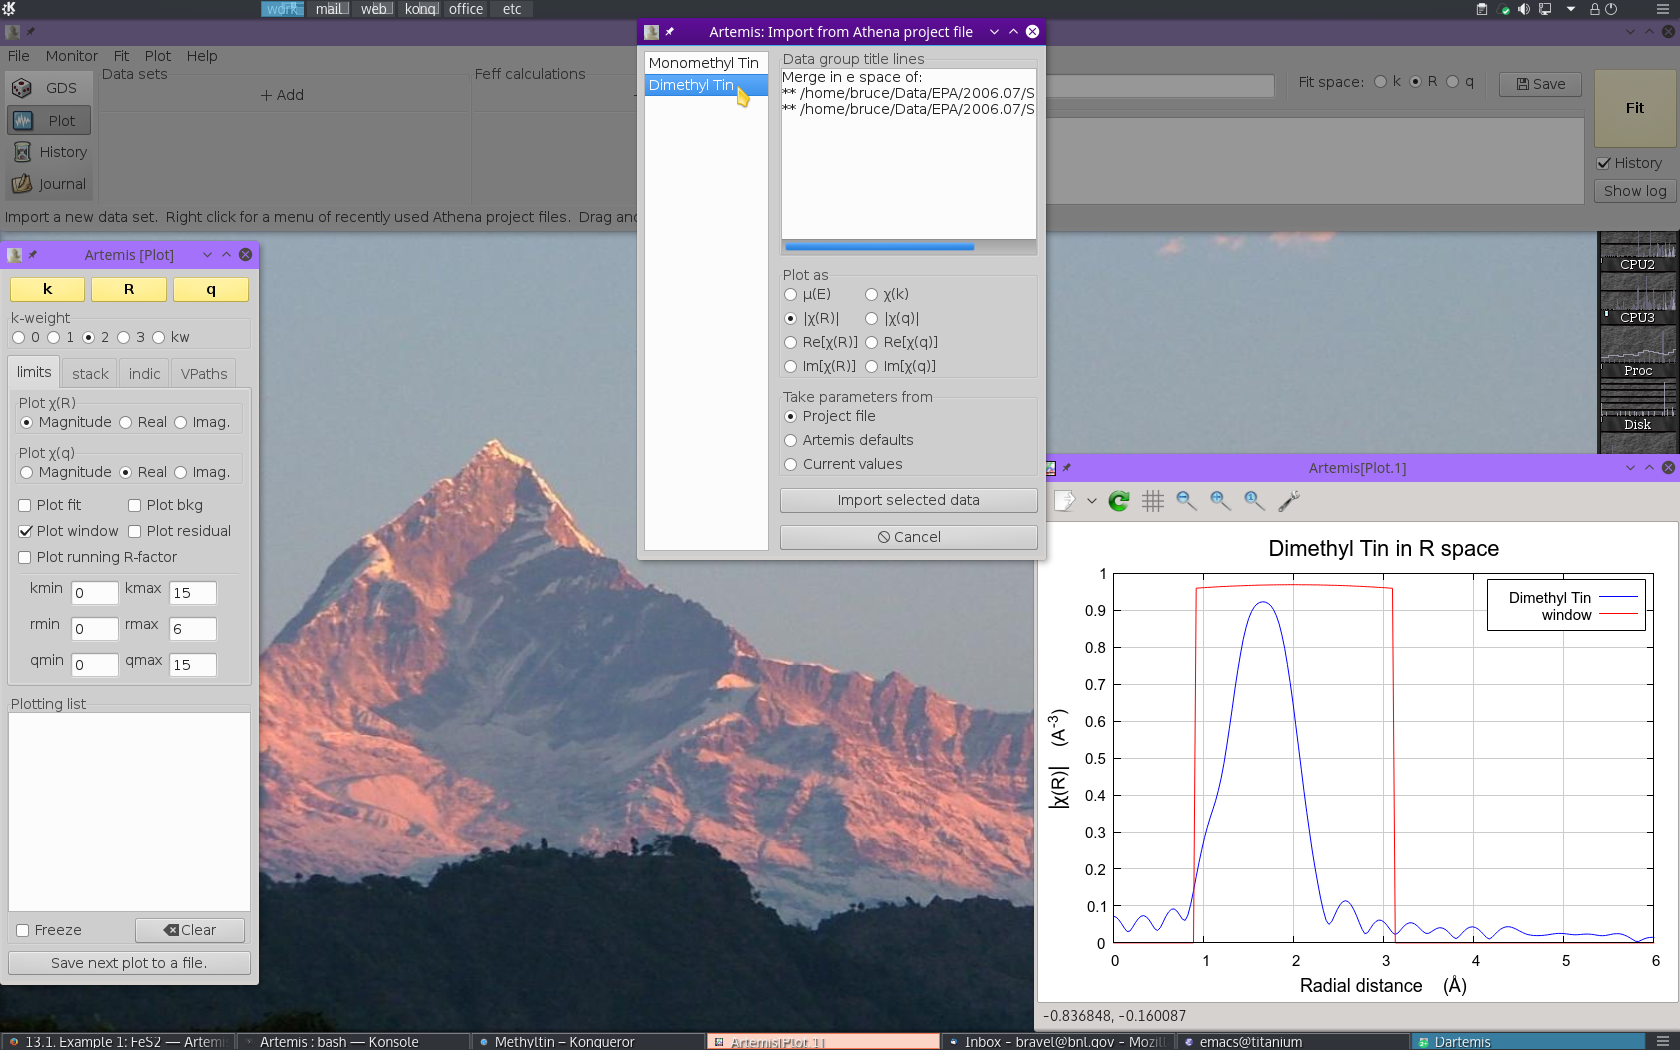 work mail web konq office etc
Artemis: Import from Athena project file
File Monitor Fit Plot Help
GDS
Plot
History
Journal
Data sets
Add
Feff calculations
Fit space: k R q
Save
Fit
History
Show log
Import a new data set. Right click for a menu of recently used Athena project files. Drag and
Monomethyl Tin
Dimethyl Tin
Data group title lines
Merge in e space of:
** /home/bruce/Data/EPA/2006.07/S
** /home/bruce/Data/EPA/2006.07/S
Plot as
μ(E) χ(k)
|χ(R)| |χ(q)|
Re[χ(R)] Re[χ(q)]
Im[χ(R)] Im[χ(q)]
Take parameters from
Project file
Artemis defaults
Current values
Import selected data
Cancel
Artemis [Plot]
k R q
k-weight
0 1 2 3 kw
limits stack indic VPaths
Plot χ(R)
Magnitude Real Imag.
Plot χ(q)
Magnitude Real Imag.
Plot fit Plot bkg
Plot window Plot residual
Plot running R-factor
kmin 0 kmax 15
rmin 0 rmax 6
qmin 0 qmax 15
Plotting list
Freeze Clear
Save next plot to a file.
CPU2
CPU3
Proc
Disk
Artemis[Plot.1]
Dimethyl Tin in R space
Dimethyl Tin
window
1
0.9
0.8
0.7
0.6
0.5
0.4
0.3
0.2
0.1
0
|χ(R)| (A-3)
0 1 2 3 4 5 6
Radial distance (Å)
-0.836848, -0.160087
13.1. Example 1: FeS2 — Artemi
Artemis : bash — Konsole
Methyltin – Konqueror
Artemis[Plot.1]
Inbox - bravel@bnl.gov - Mozill
emacs@titanium
Dartemis